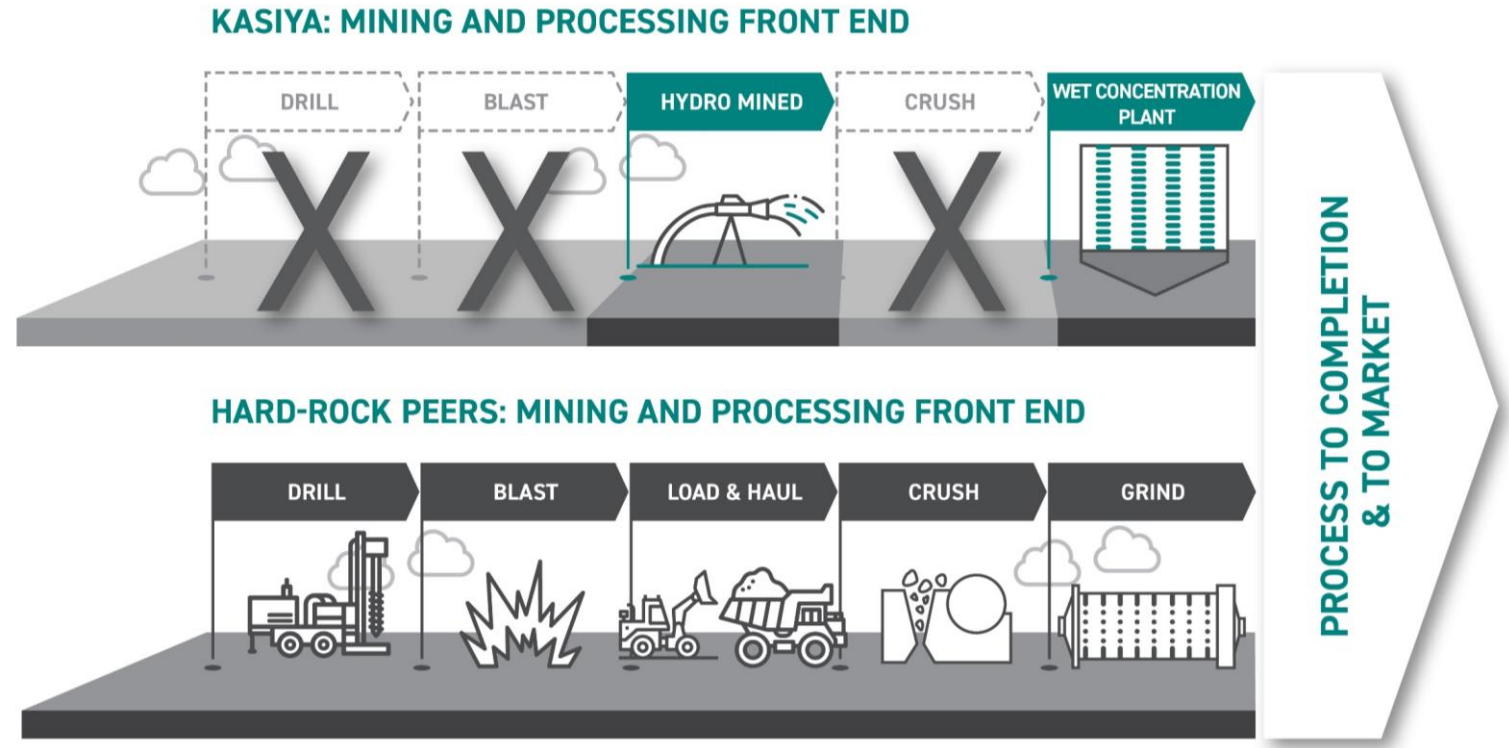 KASIYA: MINING AND PROCESSING FRONT END
DRILL
BLAST
HYDRO MINED
CRUSH
WET CONCENTRATION
PLANT
HARD-ROCK PEERS: MINING AND PROCESSING FRONT END
DRILL
BLAST
LOAD & HAUL
CRUSH
GRIND
PROCESS TO COMPLETION
& TO MARKET